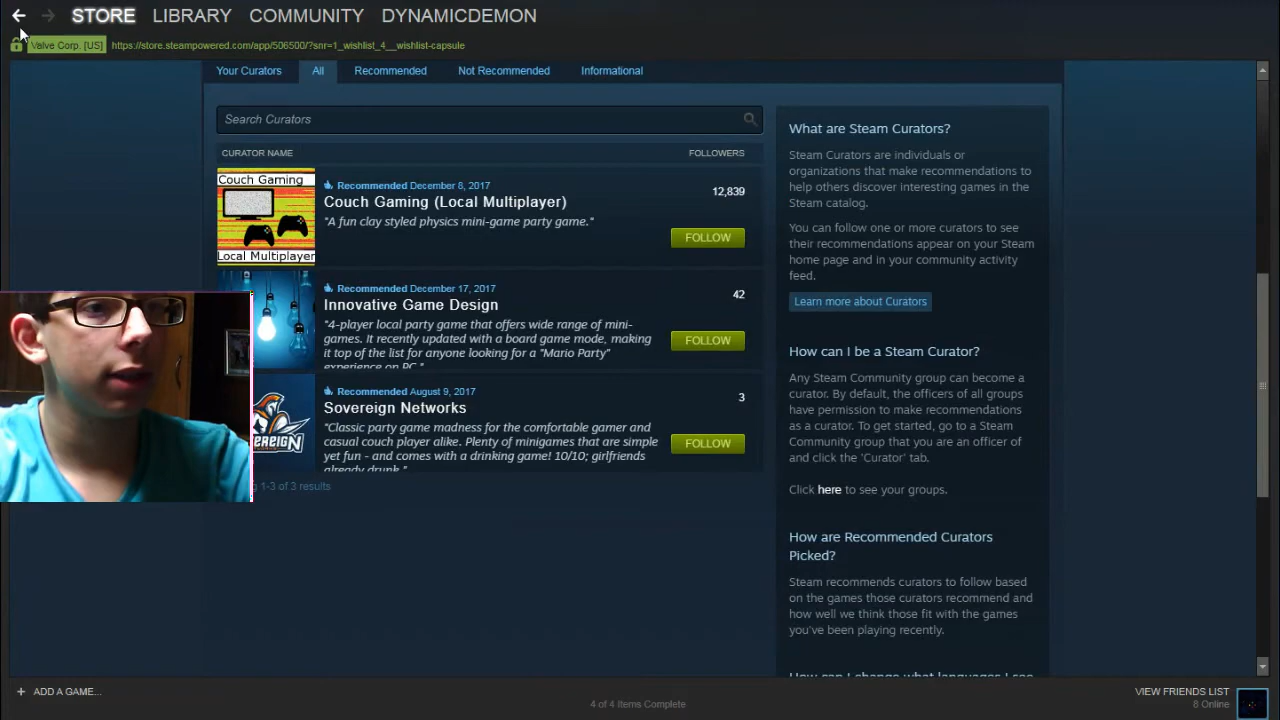 STORE LIBRARY COMMUNITY DYNAMICDEMON
Valve Corp. [US] https://store.steampowered.com/app/506500/?snr=1_wishlist_4__wishlist-capsule
Your Curators All Recommended Not Recommended Informational
Search Curators
CURATOR NAME FOLLOWERS
Couch Gaming
Local Multiplayer
Recommended December 8, 2017
Couch Gaming (Local Multiplayer)
"A fun clay styled physics mini-game party game."
12,839
FOLLOW
Recommended December 17, 2017
Innovative Game Design
"4-player local party game that offers wide range of mini-
games. It recently updated with a board game mode, making
it top of the list for anyone looking for a "Mario Party"
experience on PC."
42
FOLLOW
Recommended August 9, 2017
Sovereign Networks
"Classic party game madness for the comfortable gamer and
casual couch player alike. Plenty of minigames that are simple
yet fun - and comes with a drinking game! 10/10; girlfriends
already drunk."
3
FOLLOW
1-3 of 3 results
What are Steam Curators?
Steam Curators are individuals or
organizations that make recommendations to
help others discover interesting games in the
Steam catalog.
You can follow one or more curators to see
their recommendations appear on your Steam
home page and in your community activity
feed.
Learn more about Curators
How can I be a Steam Curator?
Any Steam Community group can become a
curator. By default, the officers of all groups
have permission to make recommendations
as a curator. To get started, go to a Steam
Community group that you are an officer of
and click the 'Curator' tab.
Click here to see your groups.
How are Recommended Curators
Picked?
Steam recommends curators to follow based
on the games those curators recommend and
how well we think those fit with the games
you've been playing recently.
How can I change what languages I see
+ ADD A GAME...
4 of 4 Items Complete
VIEW FRIENDS LIST
8 Online